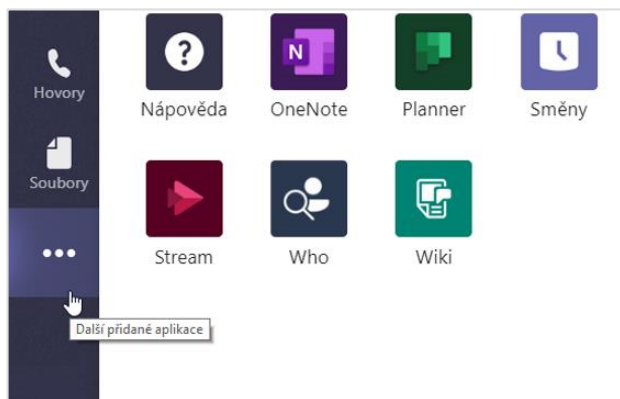 Hovory
Soubory
Nápověda
OneNote
Planner
Směny
Stream
Who
Wiki
Další přidané aplikace